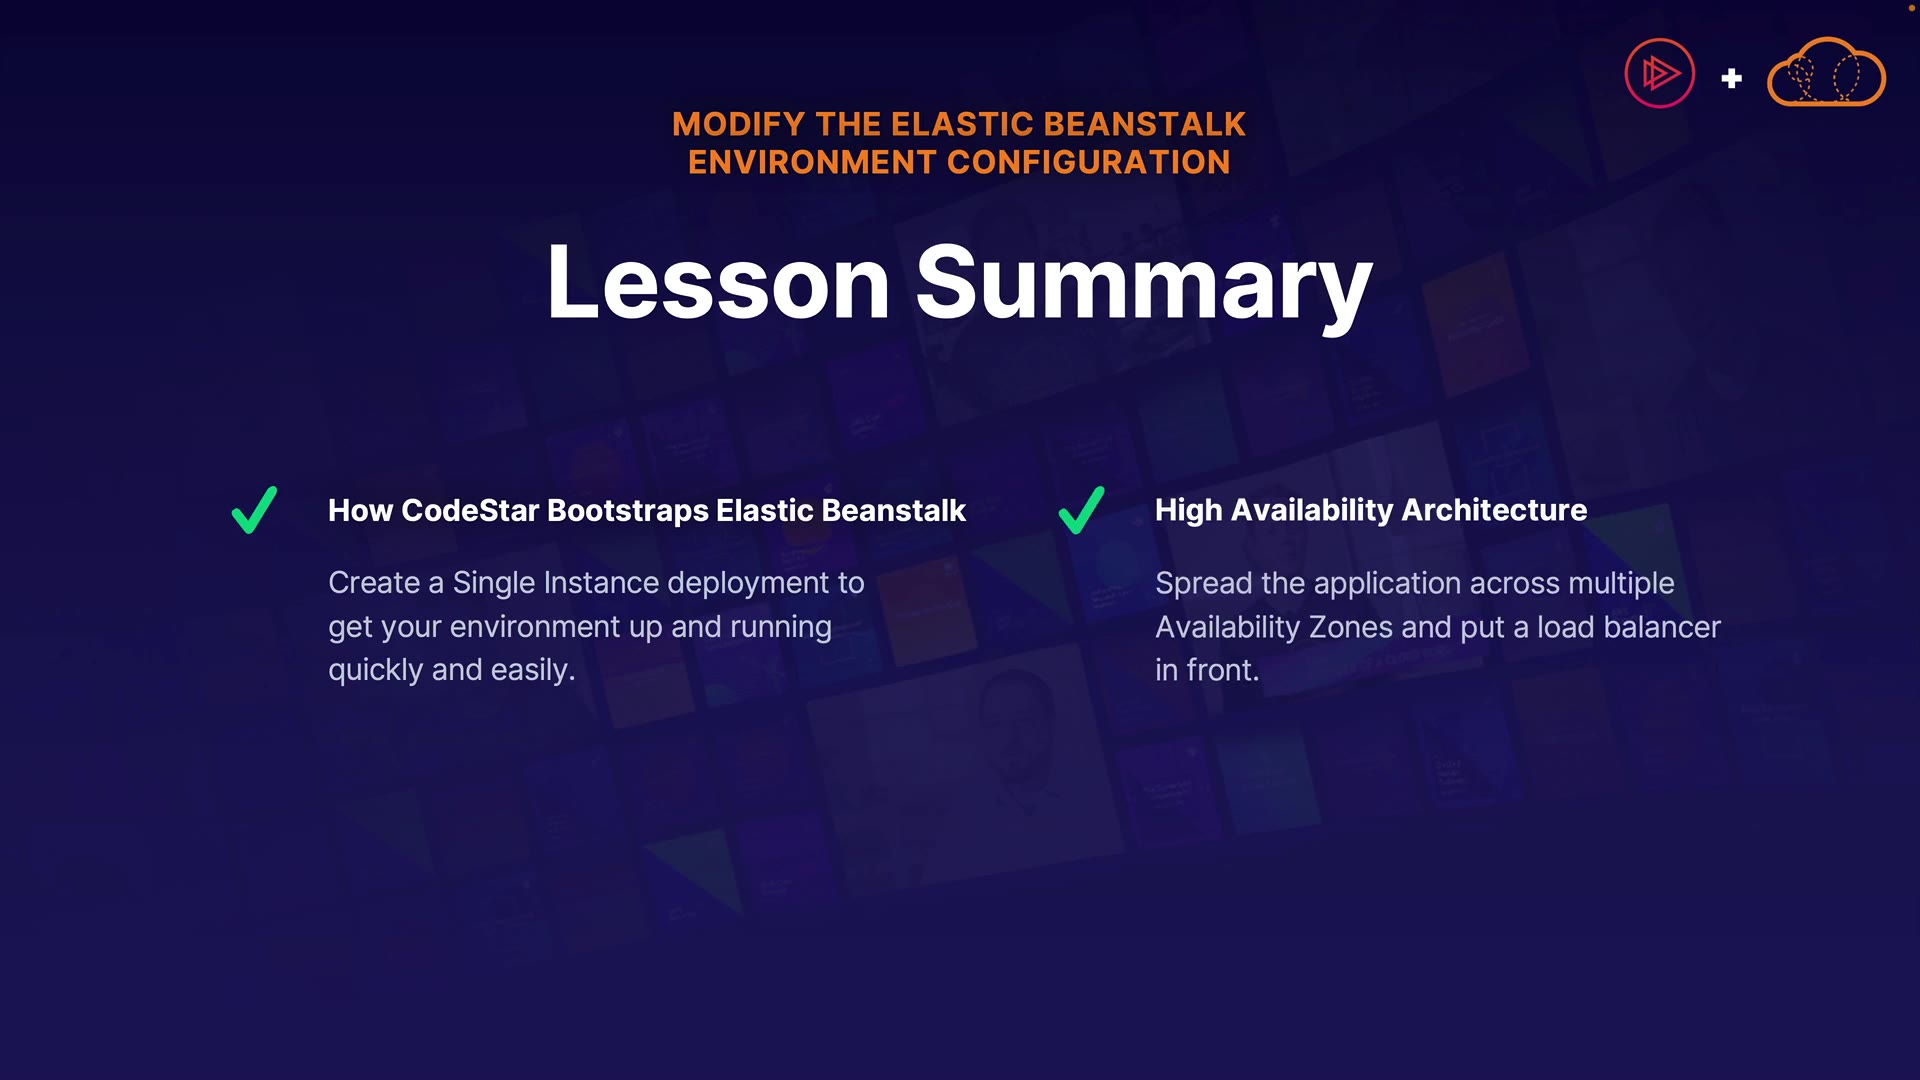 MODIFY THE ELASTIC BEANSTALK
ENVIRONMENT CONFIGURATION
Lesson Summary
How CodeStar Bootstraps Elastic Beanstalk
Create a Single Instance deployment to
get your environment up and running
quickly and easily.
High Availability Architecture
Spread the application across multiple
Availability Zones and put a load balancer
in front.